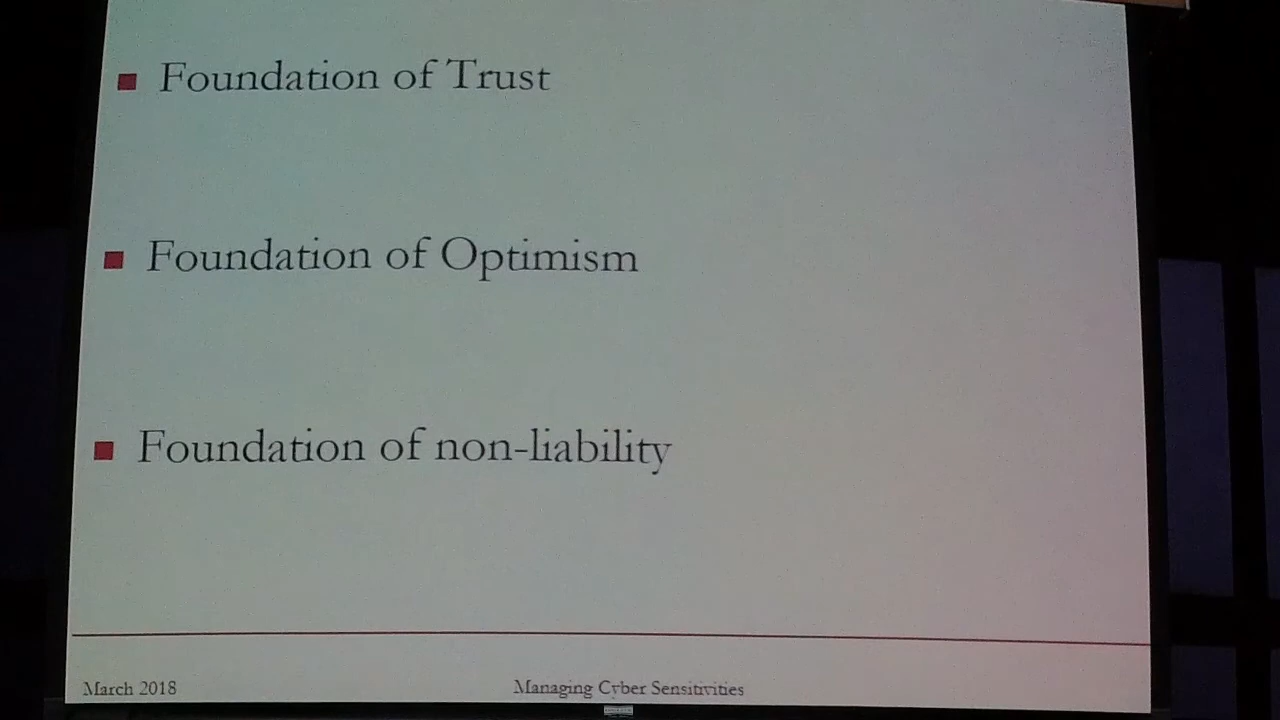 Foundation of Trust
Foundation of Optimism
Foundation of non-liability
March 2018
Managing Cyber Sensitivities